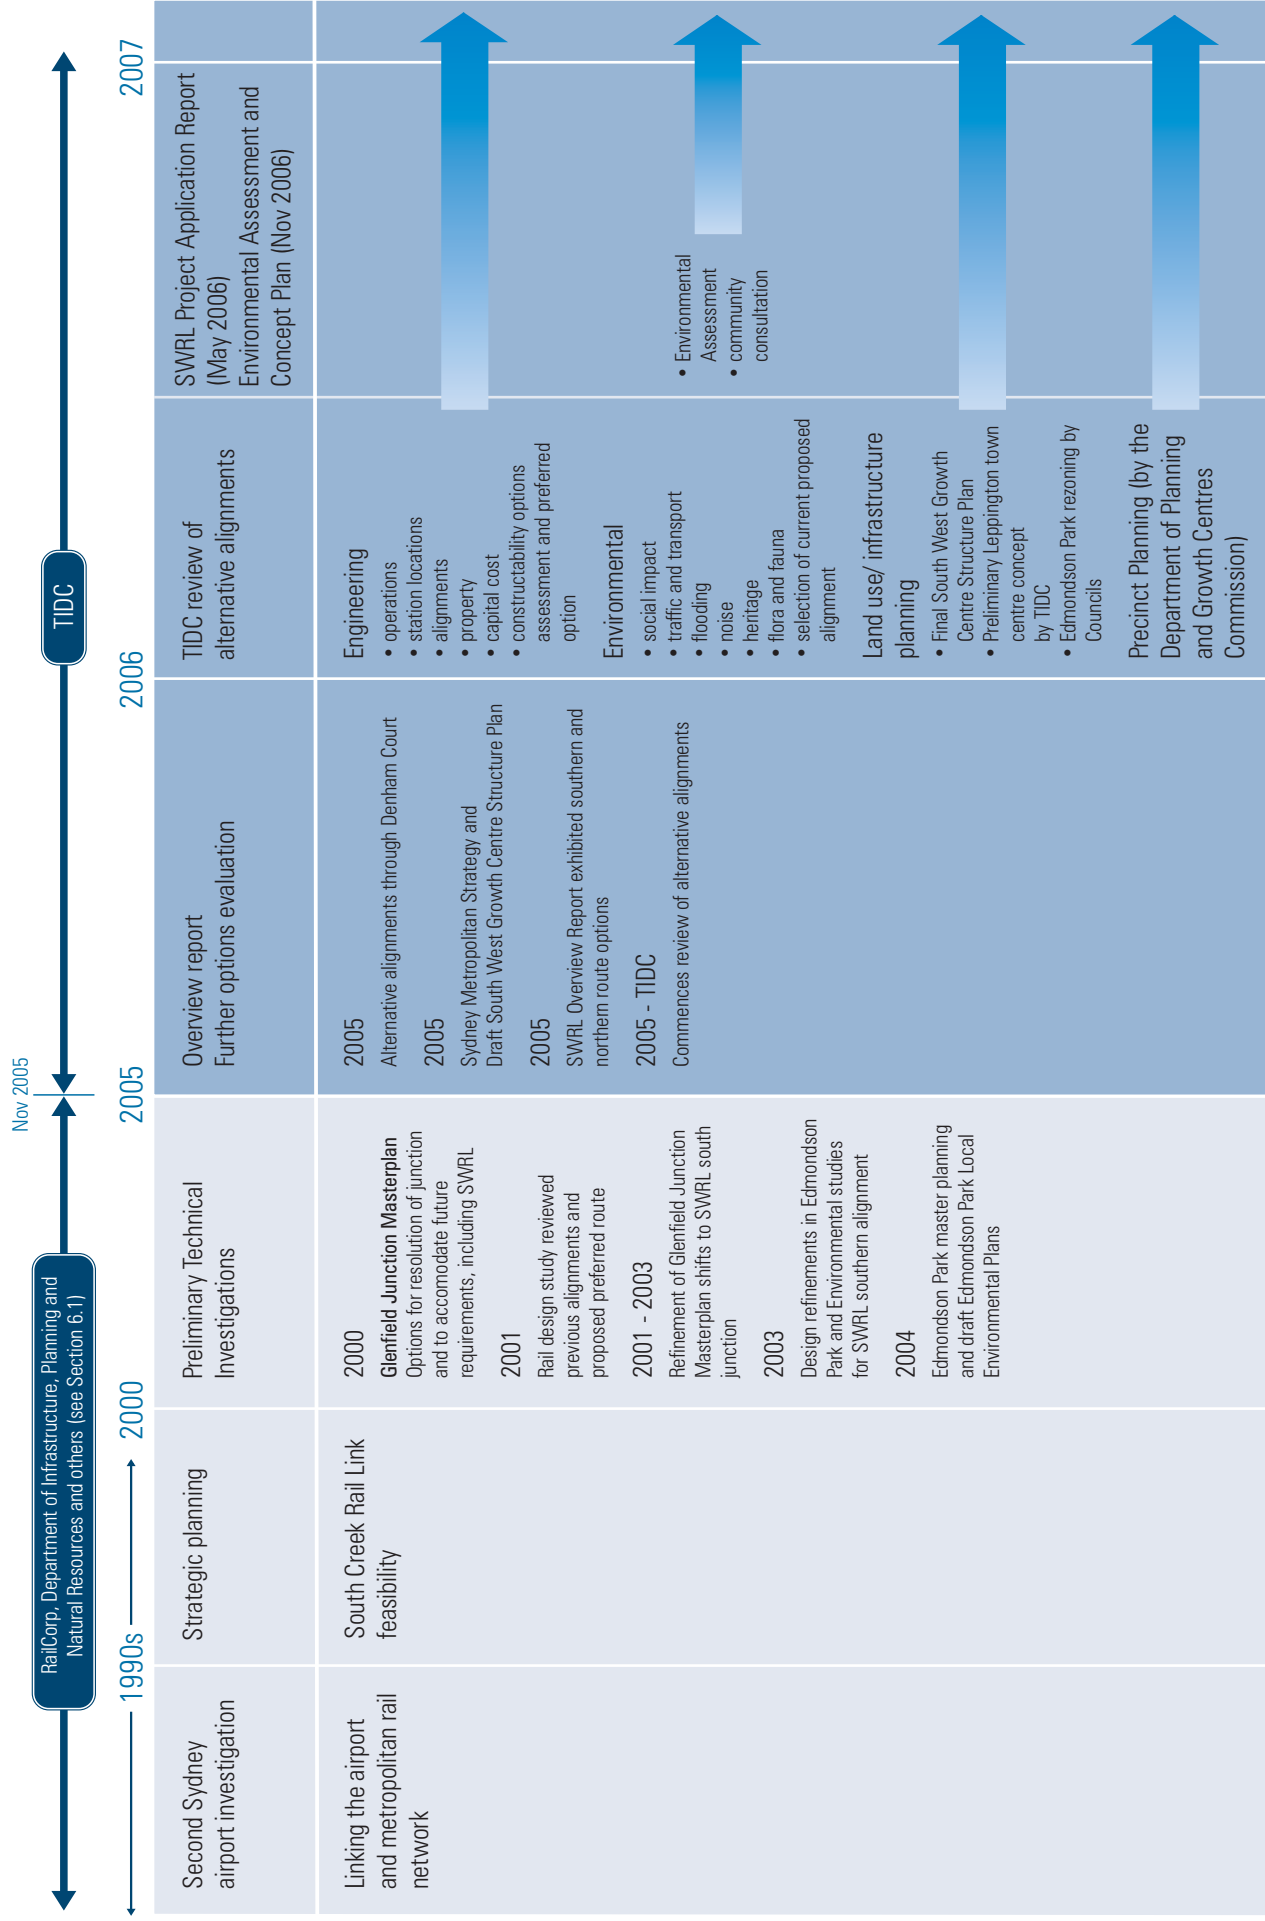 Nov 2005
RailCorp, Department of Infrastructure, Planning and
Natural Resources and others (see Section 6.1)
TIDC
1990s
2000
2005
2006
2007
Second Sydney
airport investigation
Linking the airport
and metropolitan rail
network
Strategic planning
South Creek Rail Link
feasibility
Preliminary Technical
Investigations
2000
Glenfield Junction Masterplan
Options for resolution of junction
and to accomodate future
requirements, including SWRL
2001
Rail design study reviewed
previous alignments and
proposed preferred route
2001 - 2003
Refinement of Glenfield Junction
Masterplan shifts to SWRL south
junction
2003
Design refinements in Edmondson
Park and Environmental studies
for SWRL southern alignment
2004
Edmondson Park master planning
and draft Edmondson Park Local
Environmental Plans
Overview report
Further options evaluation
2005
Alternative alignments through Denham Court
2005
Sydney Metropolitan Strategy and
Draft South West Growth Centre Structure Plan
2005
SWRL Overview Report exhibited southern and
northern route options
2005 - TIDC
Commences review of alternative alignments
TIDC review of
alternative alignments
Engineering
• operations
• station locations
• alignments
• property
• capital cost
• constructability options
assessment and preferred
option
Environmental
• social impact
• traffic and transport
• flooding
• noise
• heritage
• flora and fauna
• selection of current proposed
alignment
Land use/ infrastructure
planning
• Final South West Growth
Centre Structure Plan
• Preliminary Leppington town
centre concept
by TIDC
• Edmondson Park rezoning by
Councils
Precinct Planning (by the
Department of Planning
and Growth Centres
Commission)
SWRL Project Application Report
(May 2006)
Environmental Assessment and
Concept Plan (Nov 2006)
• Environmental
Assessment
• community
consultation